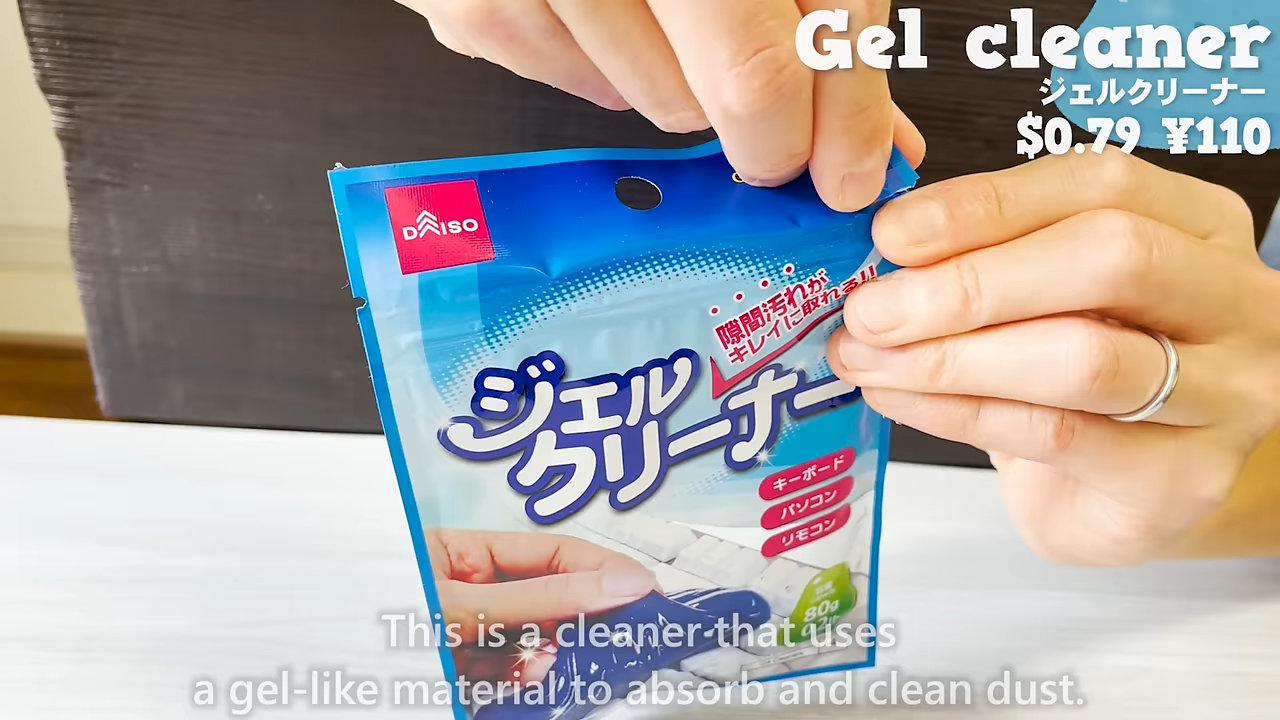 Gel cleaner
ジェルクリーナー
$0.79 ¥110
DAISO
隙間汚れが
キレイに取れる!!
ジェル
クリーナー
キーボード
パソコン
リモコン
80g
This is a cleaner that uses
a gel-like material to absorb and clean dust.